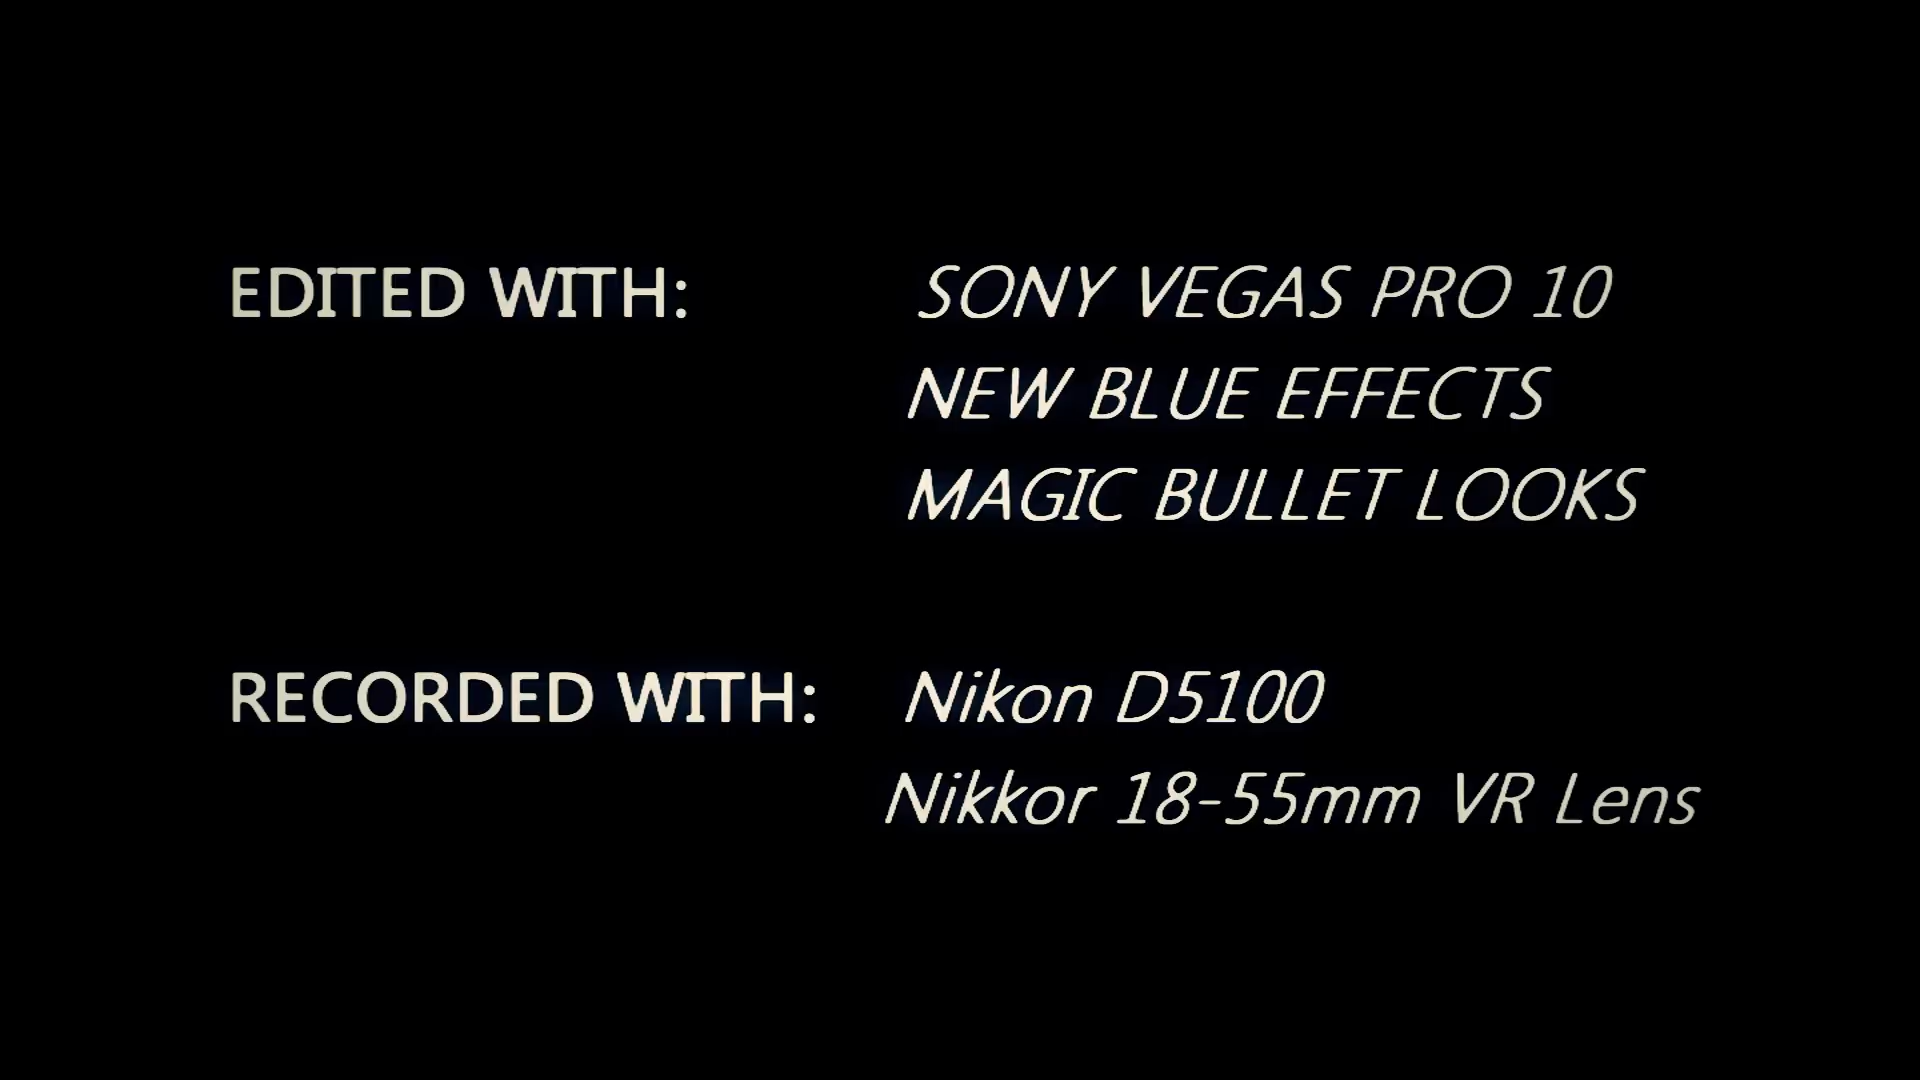 EDITED WITH: SONY VEGAS PRO 10
NEW BLUE EFFECTS
MAGIC BULLET LOOKS
RECORDED WITH: Nikon D5100
Nikkor 18-55mm VR Lens